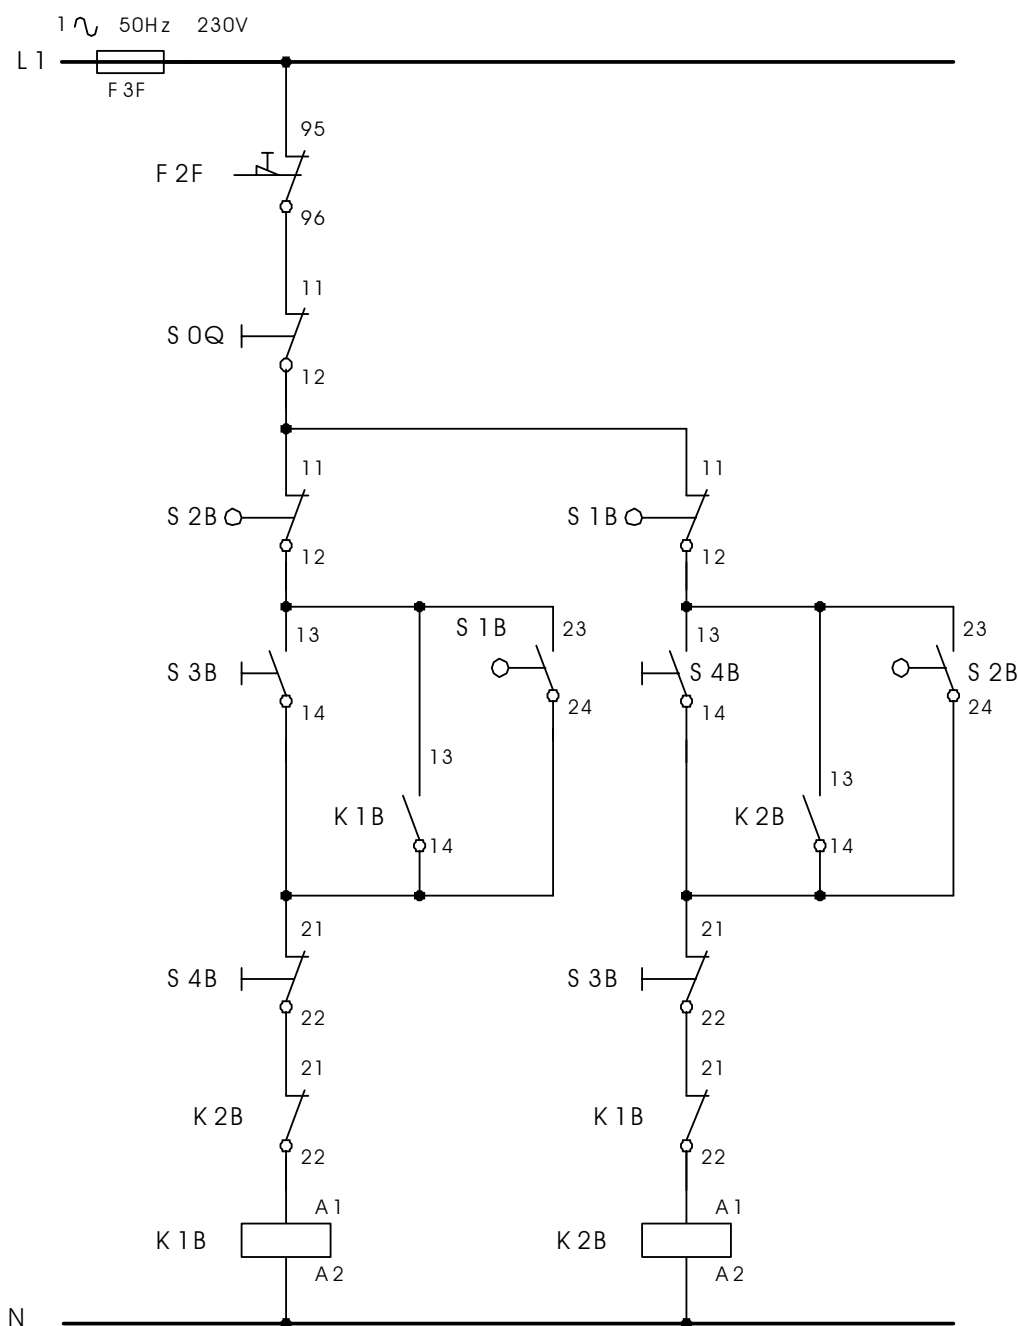 1 50Hz 230V
L1
F3F
95
F2F
96
11
S0Q
12
11 11
S2B S1B
12 12
S1B 23 23
13 13
S3B S4B S2B
14 24 14 24
13 13
K1B K2B
14 14
21 21
S4B S3B
22 22
21 21
K2B K1B
22 22
A1 A1
K1B K2B
A2 A2
N